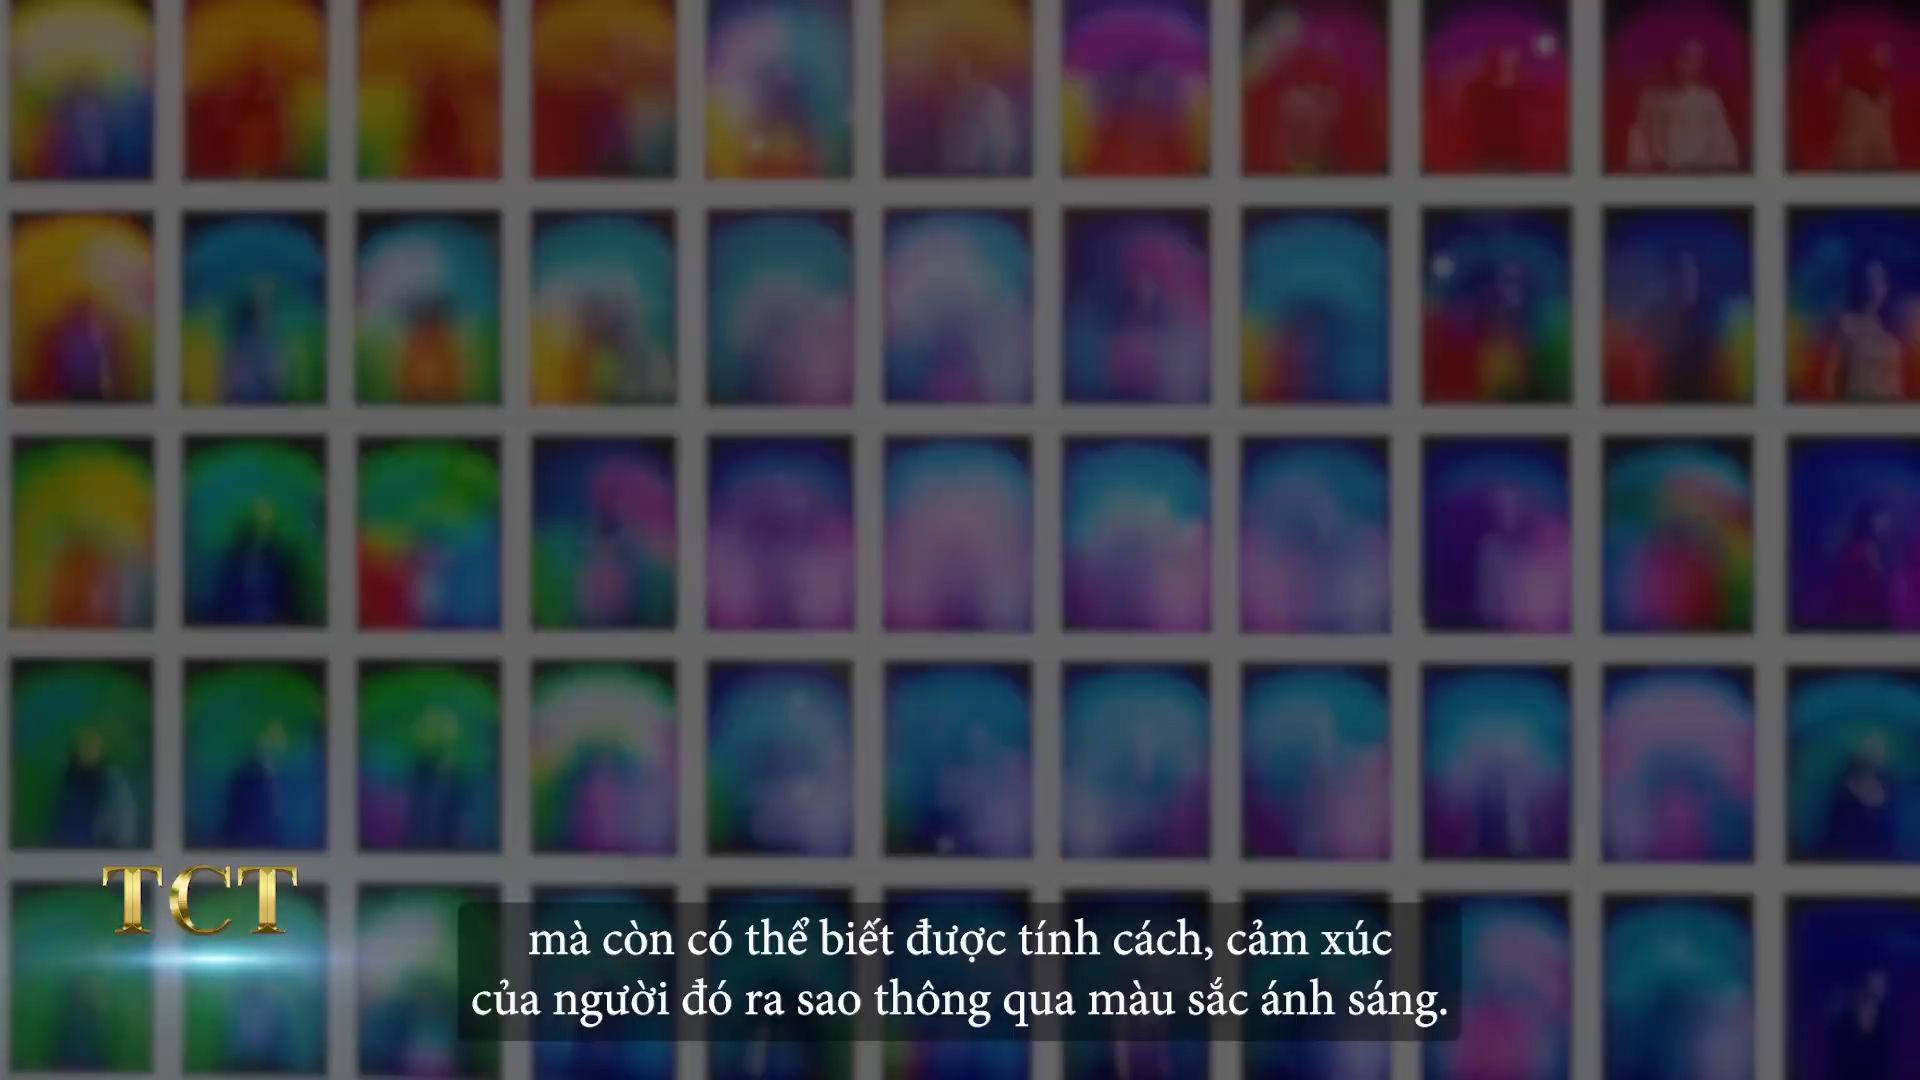 TCT
mà còn có thể biết được tính cách, cảm xúc
của người đó ra sao thông qua màu sắc ánh sáng.